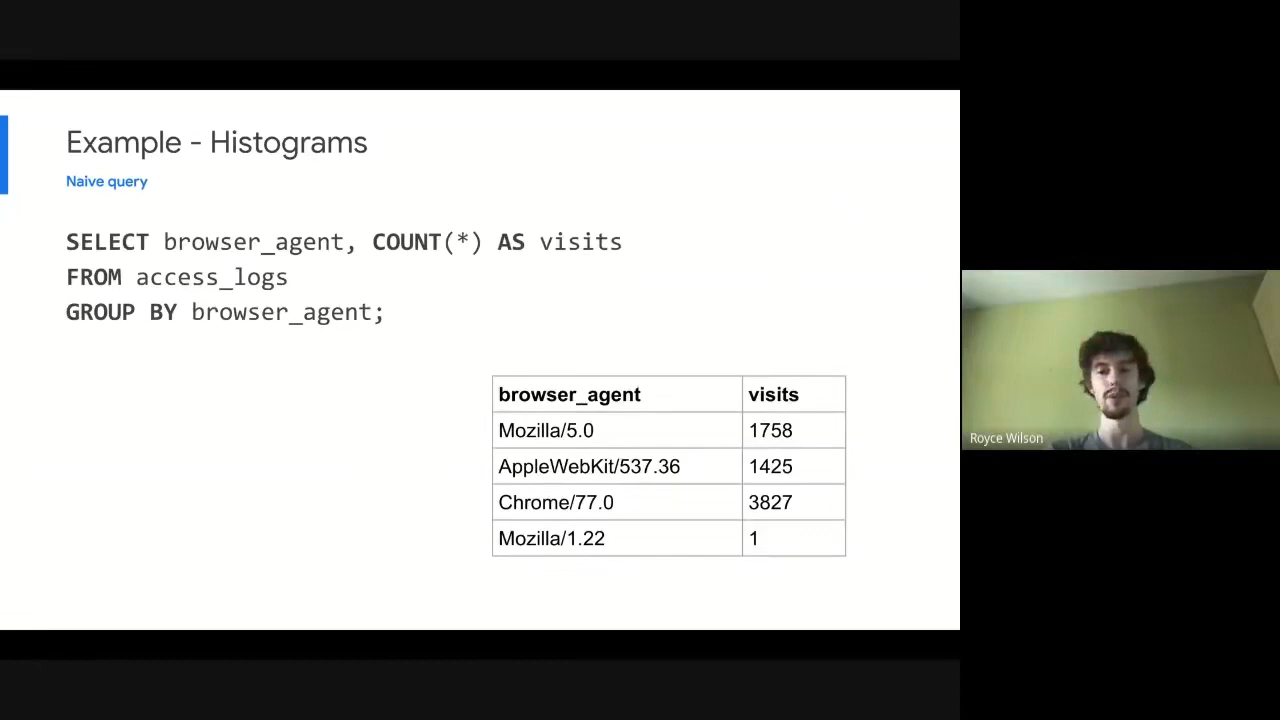 Example - Histograms
Naive query
SELECT browser_agent, COUNT(*) AS visits
FROM access_logs
GROUP BY browser_agent;
browser_agent visits
Mozilla/5.0 1758
AppleWebKit/537.36 1425
Chrome/77.0 3827
Mozilla/1.22 1
Royce Wilson